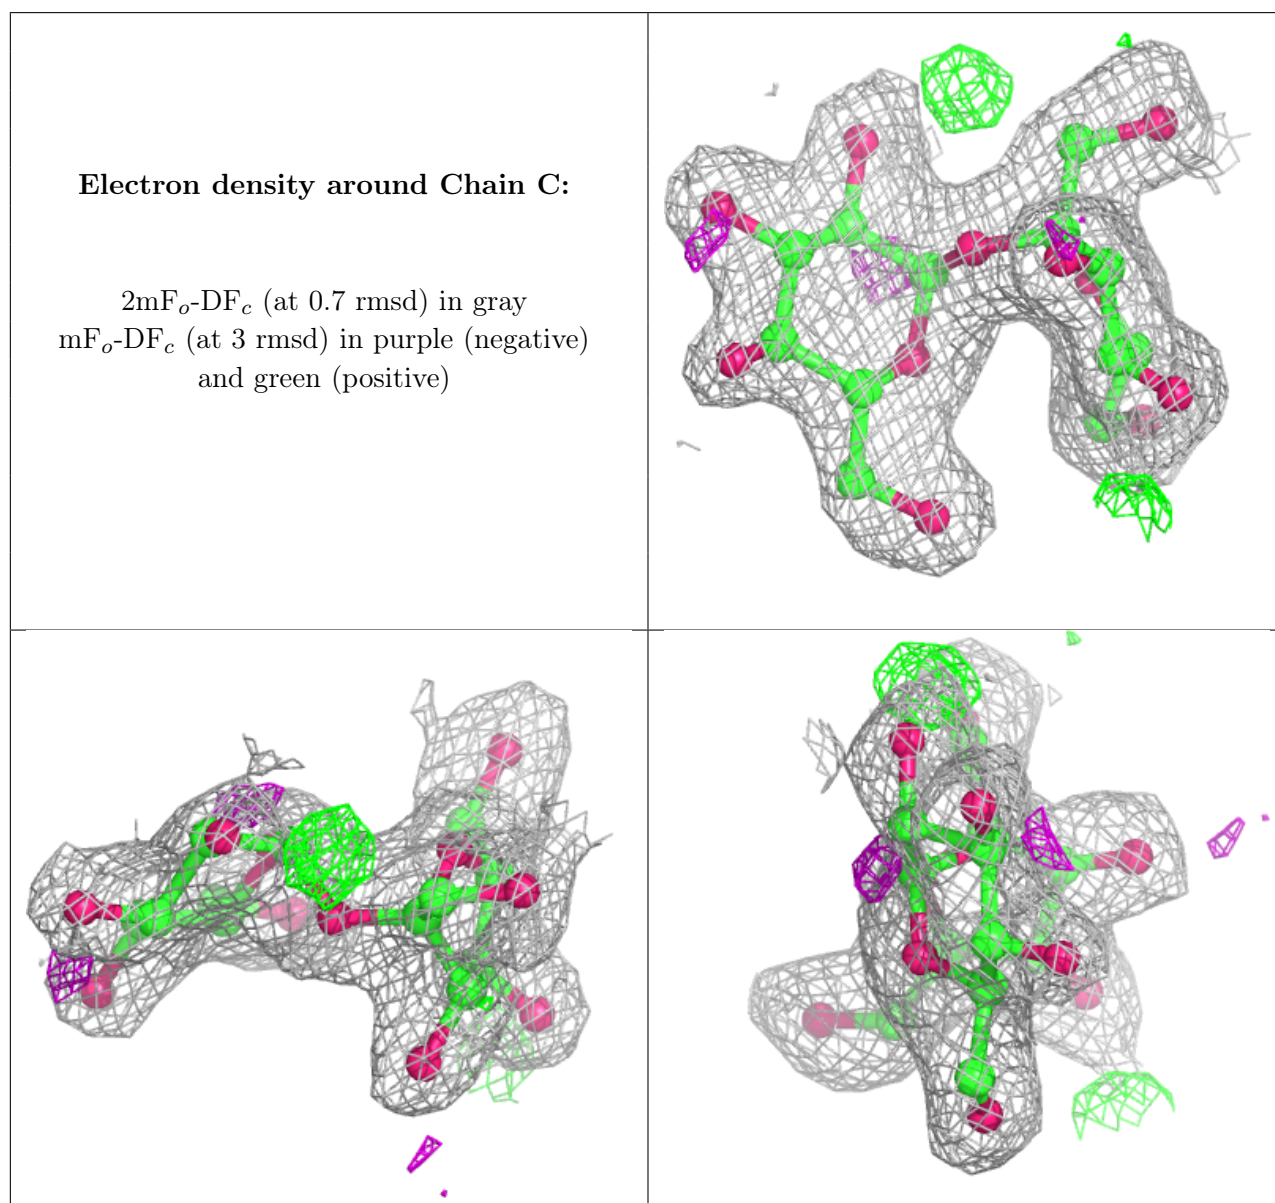 Electron density around Chain C:
2mFo-DFc (at 0.7 rmsd) in gray
mFo-DFc (at 3 rmsd) in purple (negative)
and green (positive)